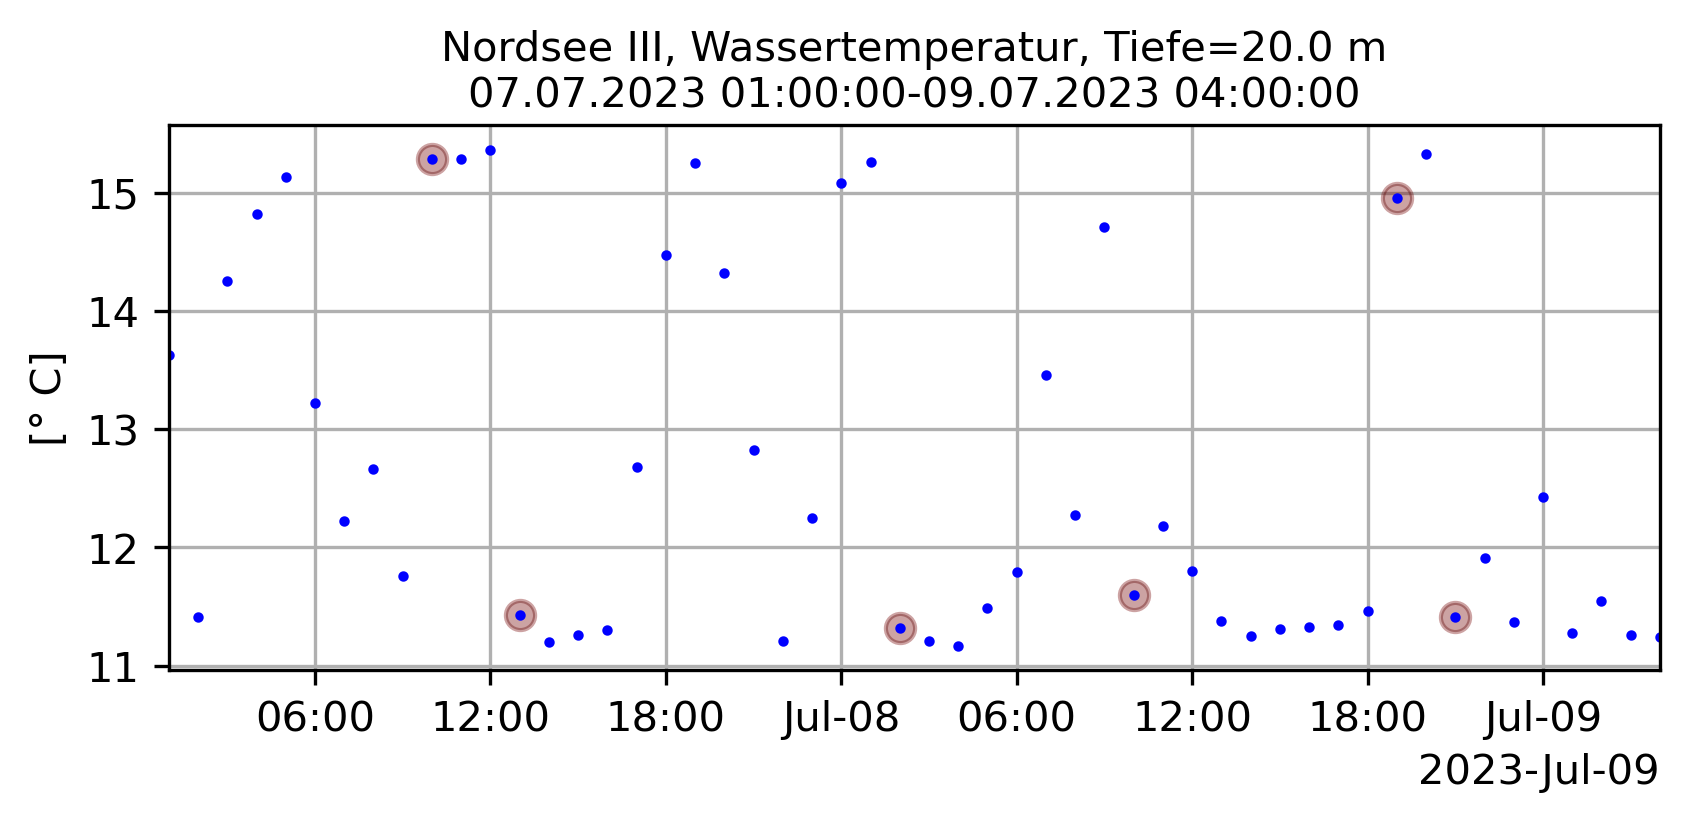 Nordsee III, Wassertemperatur, Tiefe=20.0 m
07.07.2023 01:00:00-09.07.2023 04:00:00
[° C]
15
14
13
12
11
06:00 12:00 18:00 Jul-08 06:00 12:00 18:00 Jul-09
2023-Jul-09